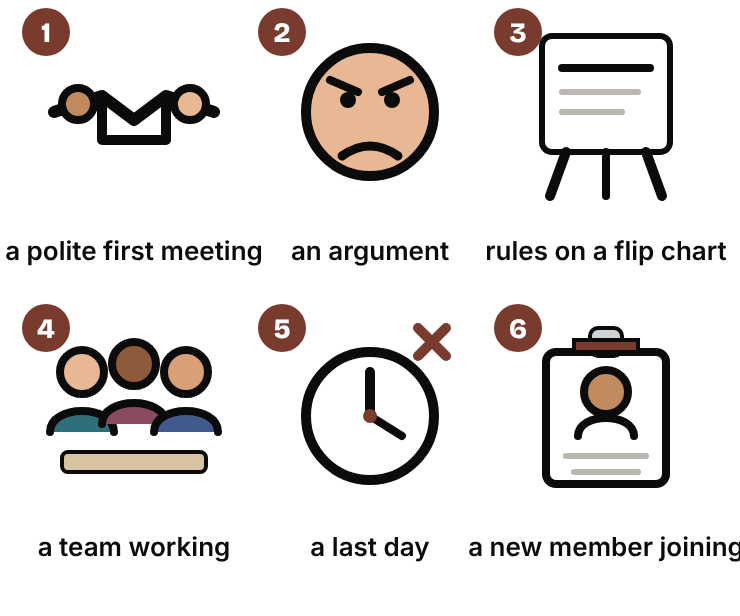 1
2
3
a polite first meeting
an argument
rules on a flip chart
4
5
6
a team working
a last day
a new member joining